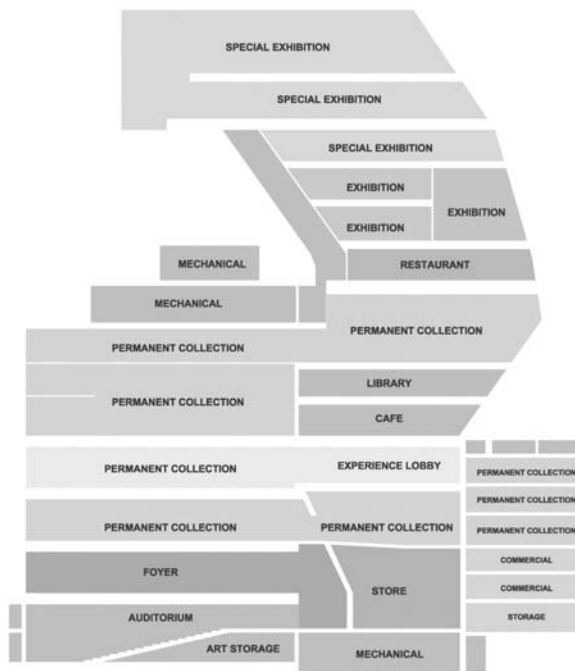 SPECIAL EXHIBITION
SPECIAL EXHIBITION
SPECIAL EXHIBITION
EXHIBITION
EXHIBITION
EXHIBITION
MECHANICAL
RESTAURANT
MECHANICAL
PERMANENT COLLECTION
PERMANENT COLLECTION
LIBRARY
PERMANENT COLLECTION
CAFE
PERMANENT COLLECTION
EXPERIENCE LOBBY
PERMANENT COLLECTION
PERMANENT COLLECTION
PERMANENT COLLECTION
PERMANENT COLLECTION
PERMANENT COLLECTION
COMMERCIAL
FOYER
STORE
COMMERCIAL
AUDITORIUM
STORAGE
ART STORAGE
MECHANICAL